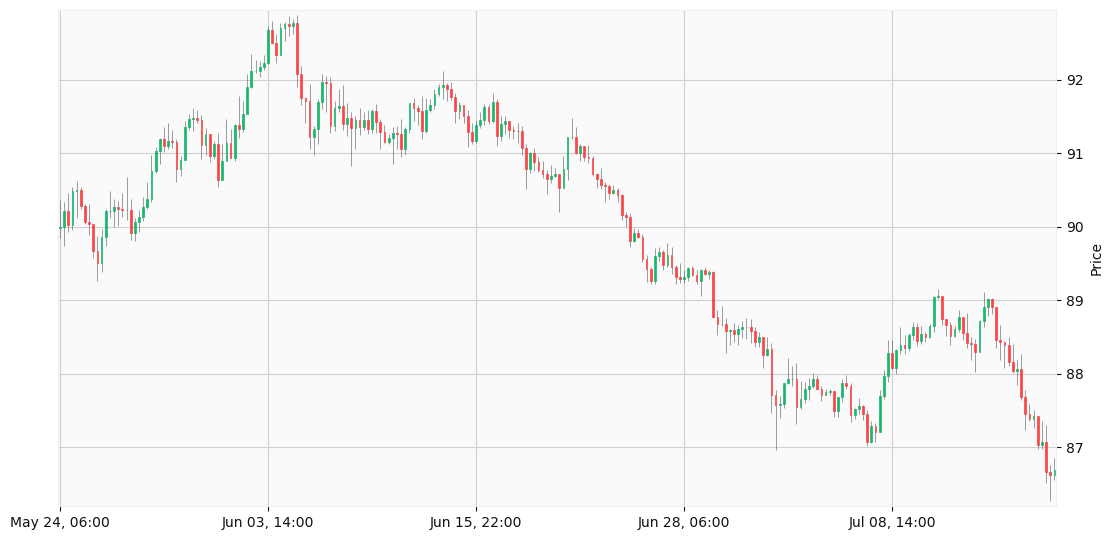 92
91
90
89
88
87
Price
May 24, 06:00
Jun 03, 14:00
Jun 15, 22:00
Jun 28, 06:00
Jul 08, 14:00